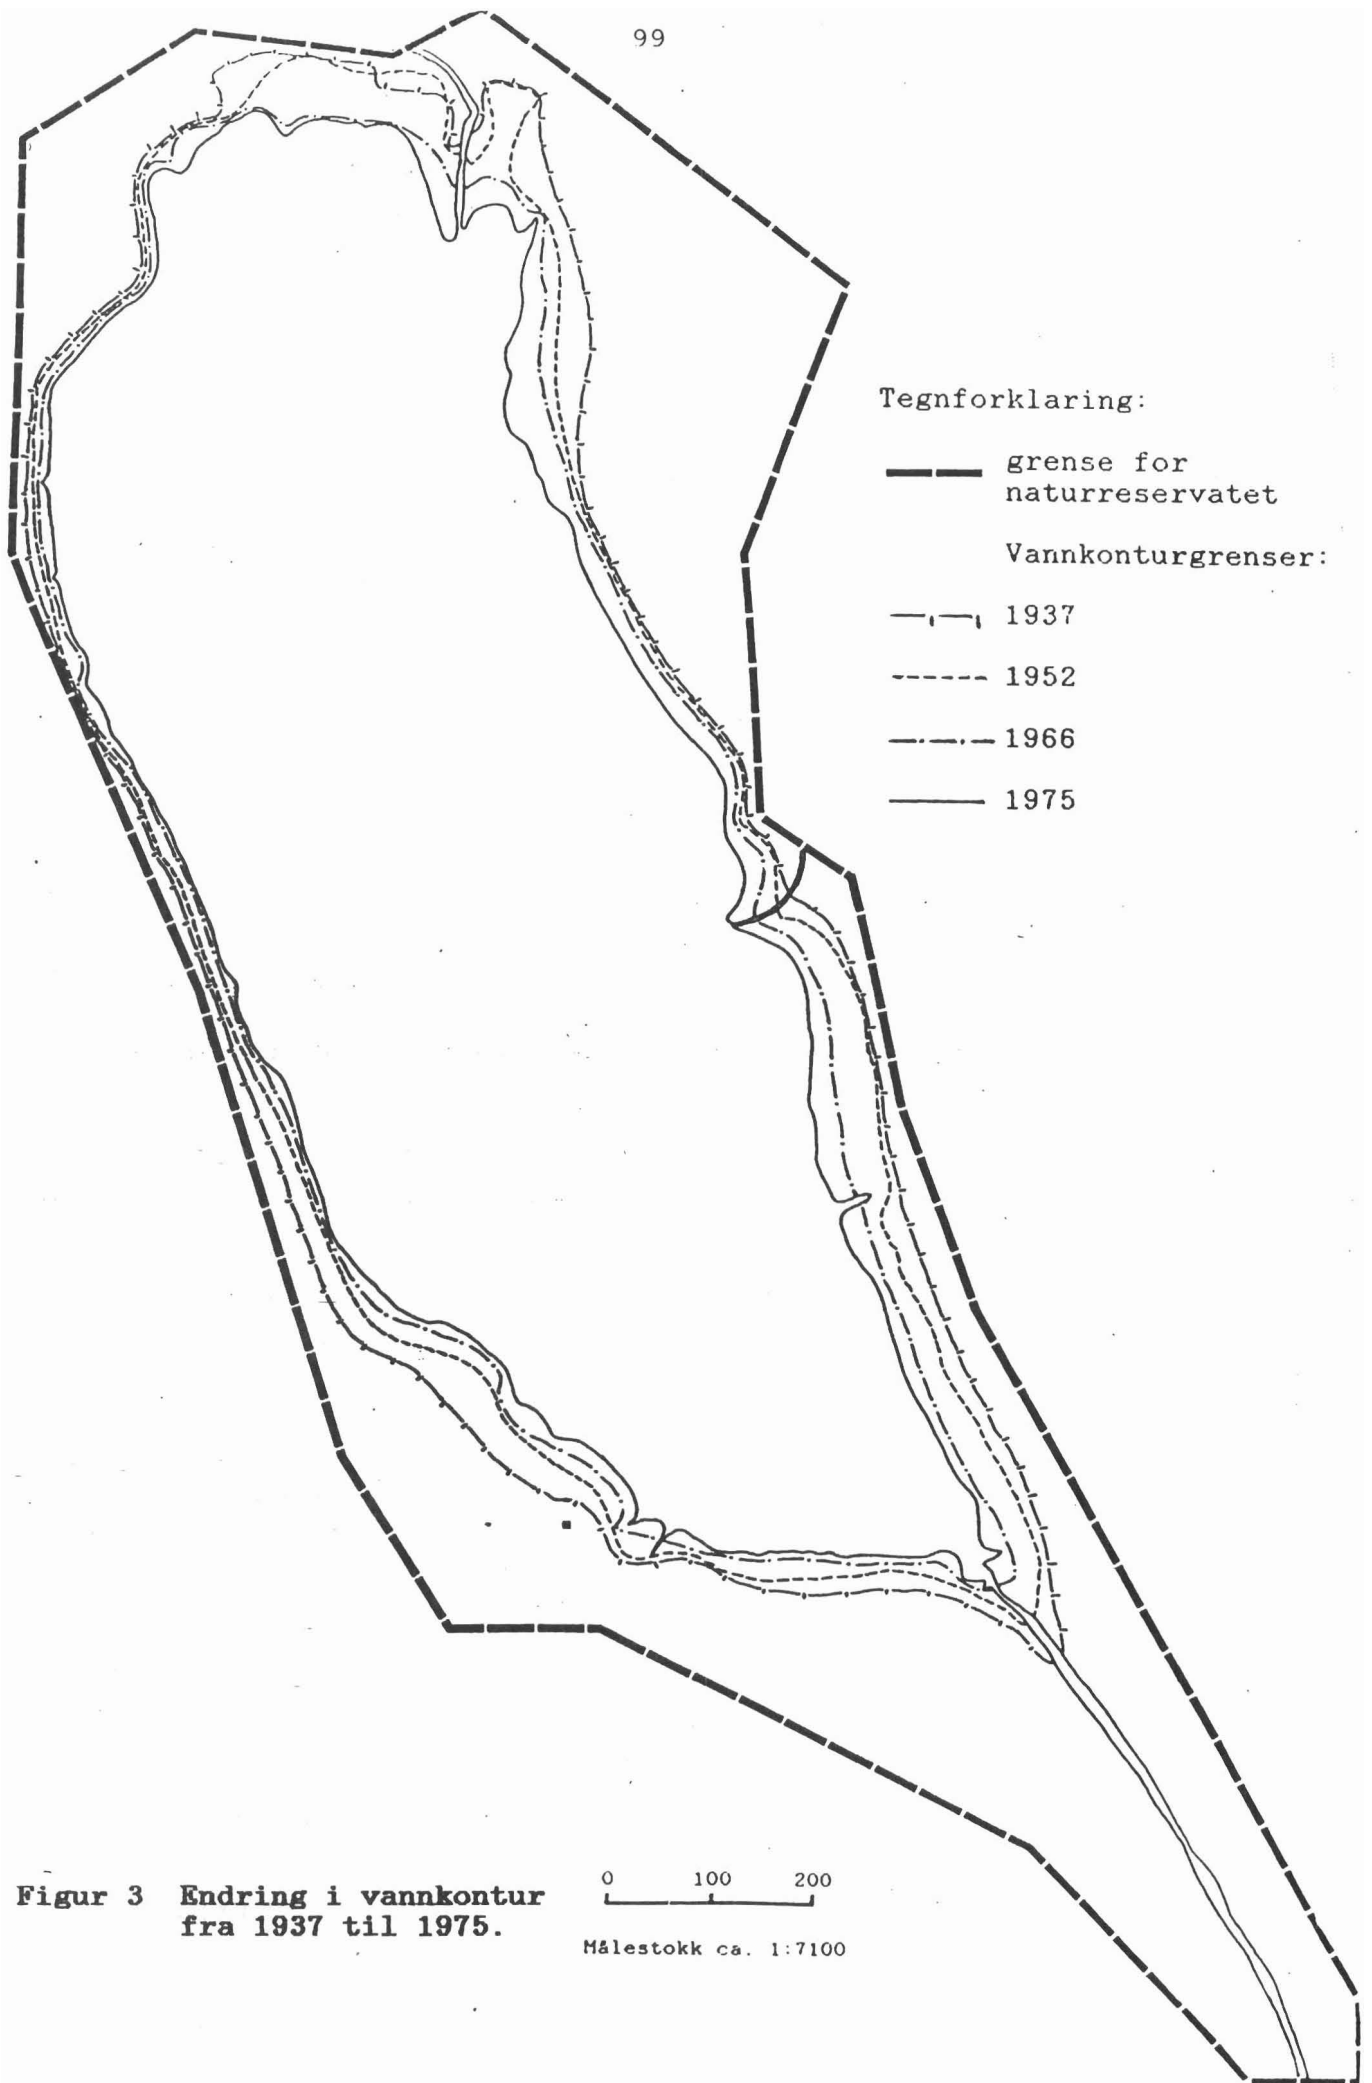 99
Tegnforklaring:
grense for
naturreservatet
Vannkonturgrenser:
1937
1952
1966
1975
Figur 3 Endring i vannkontur
fra 1937 til 1975.
0 100 200
Målestokk ca. 1:7100